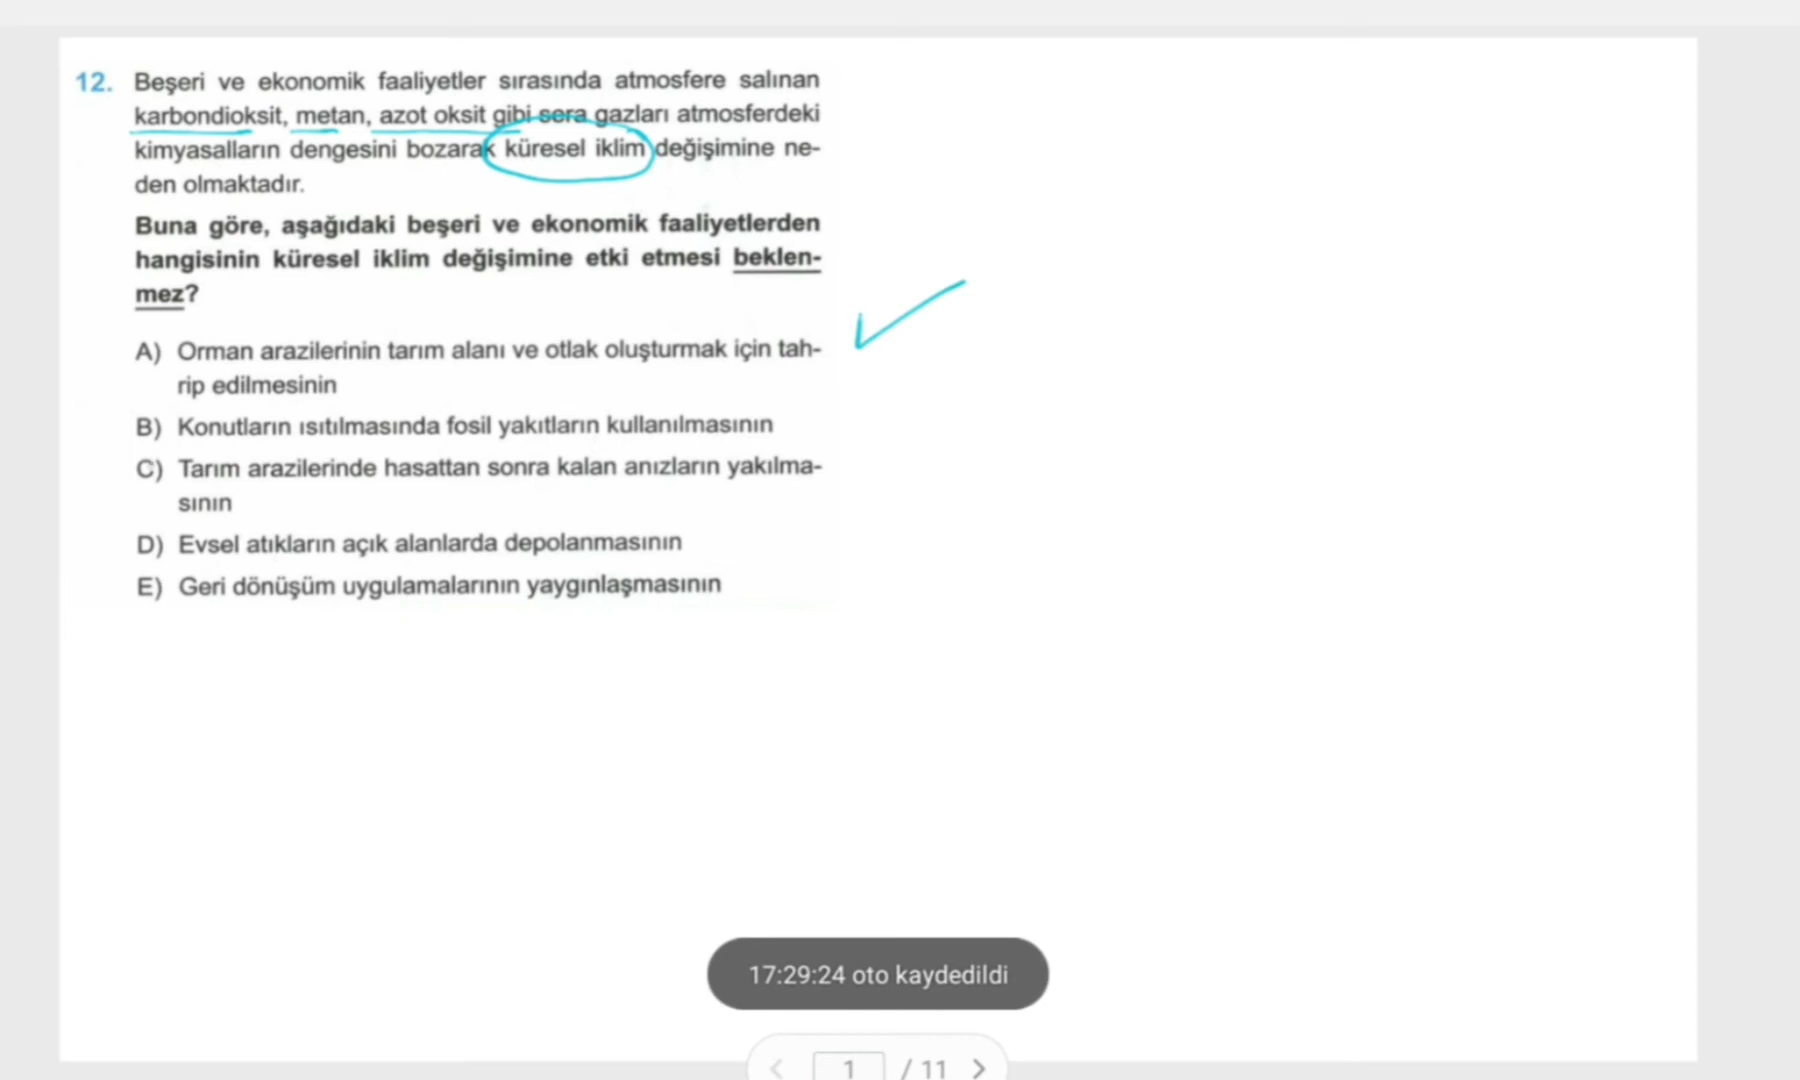 12. Beşeri ve ekonomik faaliyetler sırasında atmosfere salınan
karbondioksit, metan, azot oksit gibi sera gazları atmosferdeki
kimyasalların dengesini bozarak küresel iklim değişimine ne-
den olmaktadır.
Buna göre, aşağıdaki beşeri ve ekonomik faaliyetlerden
hangisinin küresel iklim değişimine etki etmesi beklen-
mez?
A) Orman arazilerinin tarım alanı ve otlak oluşturmak için tah-
rip edilmesinin
B) Konutların ısıtılmasında fosil yakıtların kullanılmasının
C) Tarım arazilerinde hasattan sonra kalan anızların yakılma-
sının
D) Evsel atıkların açık alanlarda depolanmasının
E) Geri dönüşüm uygulamalarının yaygınlaşmasının
17:29:24 oto kaydedildi
< 1 / 11 >